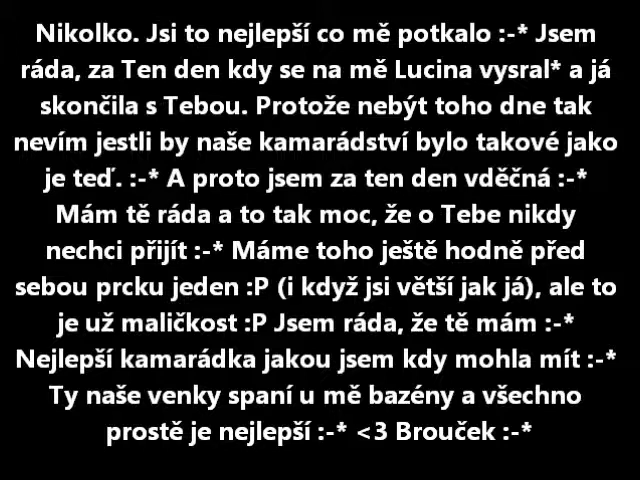 Nikolko. Jsi to nejlepší co mě potkalo :-* Jsem
ráda, za Ten den kdy se na mě Lucina vysral* a já
skončila s Tebou. Protože nebýt toho dne tak
nevím jestli by naše kamarádství bylo takové jako
je teď. :-* A proto jsem za ten den vděčná :-*
Mám tě ráda a to tak moc, že o Tebe nikdy
nechci přijít :-* Máme toho ještě hodně před
sebou prcku jeden :P (i když jsi větší jak já), ale to
je už maličkost :P Jsem ráda, že tě mám :-*
Nejlepší kamarádka jakou jsem kdy mohla mít :-*
Ty naše venky spaní u mě bazény a všechno
prostě je nejlepší :-* <3 Brouček :-*